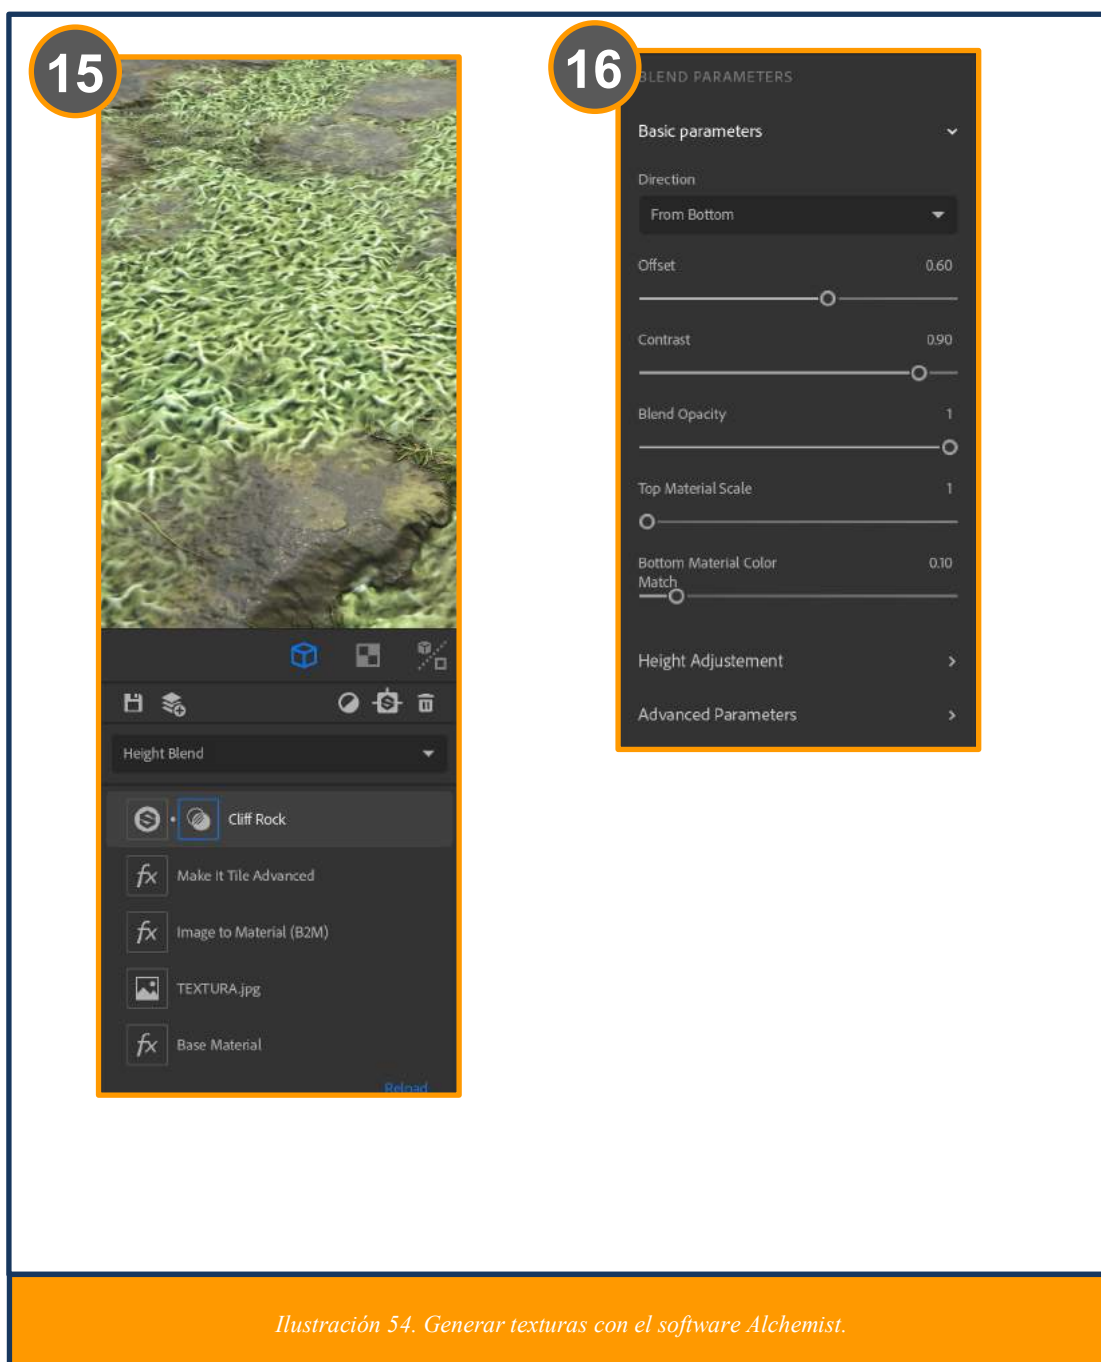 15
Height Blend
Cliff Rock
Make It Tile Advanced
Image to Material (B2M)
TEXTURA.jpg
Base Material
Reload
16
BLEND PARAMETERS
Basic parameters
Direction
From Bottom
Offset 0.60
Contrast 0.90
Blend Opacity 1
Top Material Scale 1
Bottom Material Color 0.10
Match
Height Adjustement
Advanced Parameters
Ilustración 54. Generar texturas con el software Alchemist.